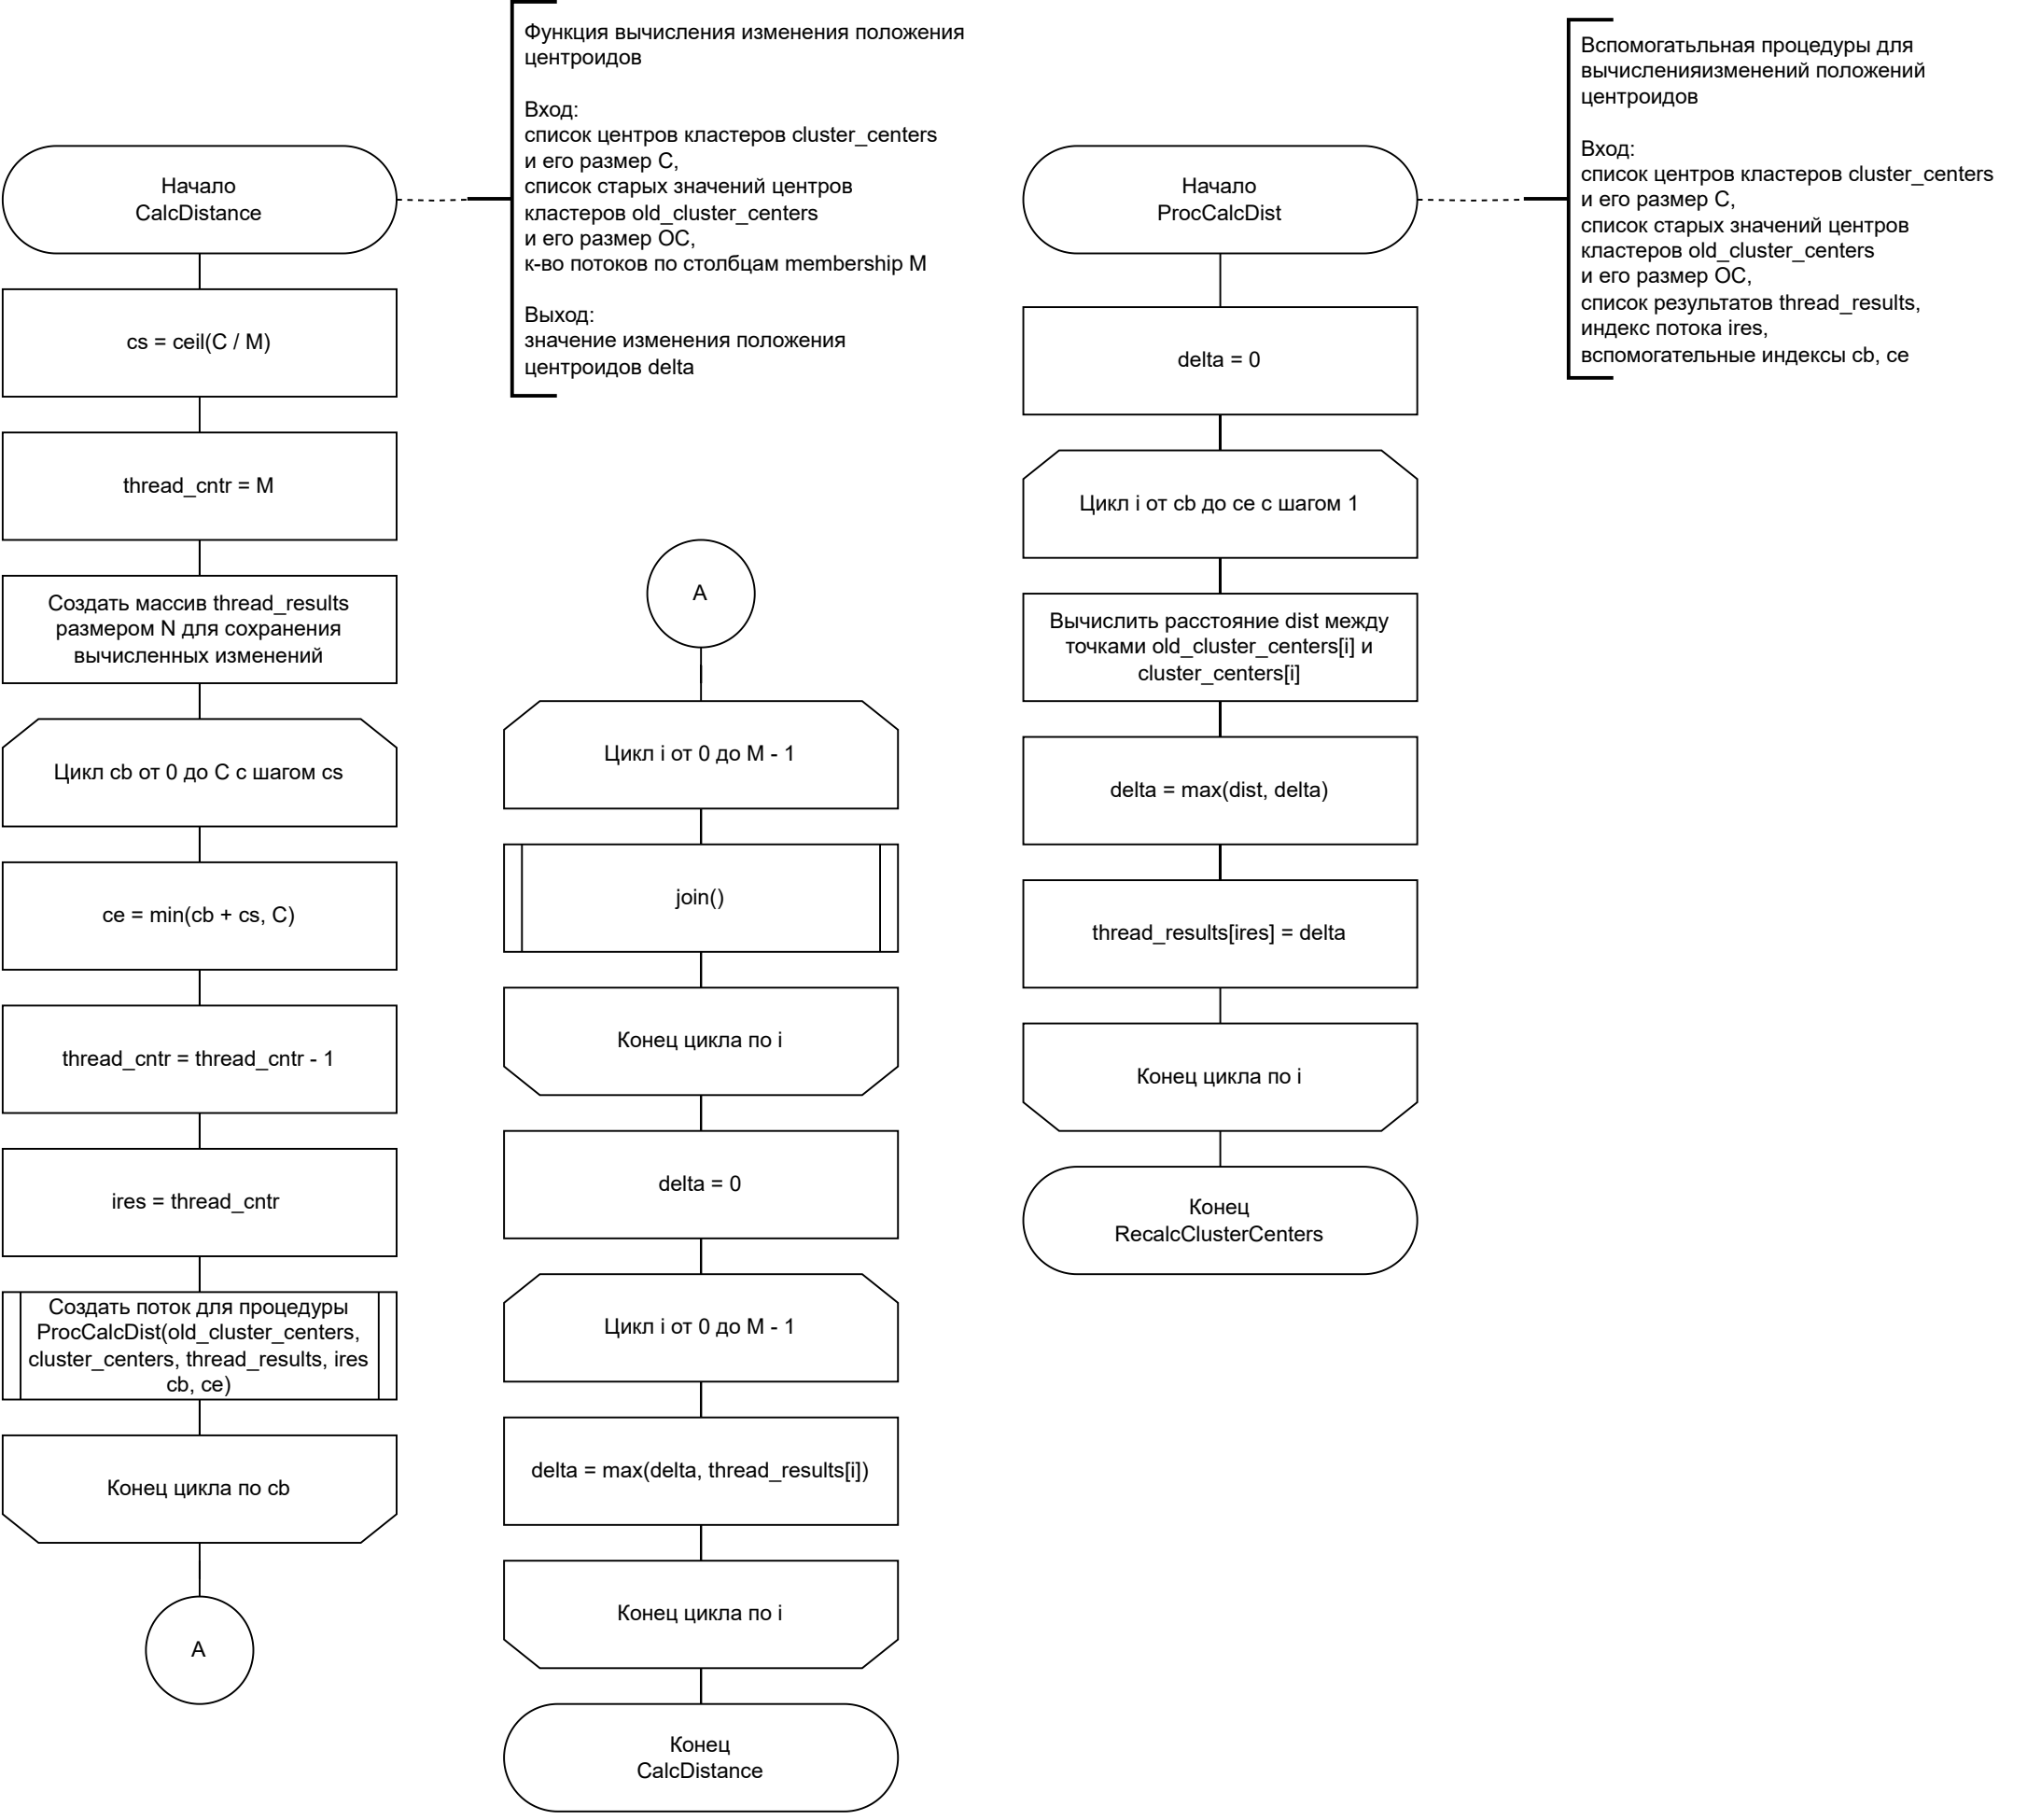 Начало
CalcDistance
Функция вычисления изменения положения
центроидов
Вход:
список центров кластеров cluster_centers
и его размер C,
список старых значений центров
кластеров old_cluster_centers
и его размер OC,
к-во потоков по столбцам membership M
Выход:
значение изменения положения
центроидов delta
cs = ceil(C / M)
thread_cntr = M
Создать массив thread_results
размером N для сохранения
вычисленных изменений
Цикл cb от 0 до C с шагом cs
ce = min(cb + cs, C)
thread_cntr = thread_cntr - 1
ires = thread_cntr
Создать поток для процедуры
ProcCalcDist(old_cluster_centers,
cluster_centers, thread_results, ires
cb, ce)
Конец цикла по cb
A
A
Цикл i от 0 до M - 1
join()
Конец цикла по i
delta = 0
Цикл i от 0 до M - 1
delta = max(delta, thread_results[i])
Конец цикла по i
Конец
CalcDistance
Начало
ProcCalcDist
Вспомогатьльная процедуры для
вычисленияизменений положений
центроидов
Вход:
список центров кластеров cluster_centers
и его размер C,
список старых значений центров
кластеров old_cluster_centers
и его размер OC,
список результатов thread_results,
индекс потока ires,
вспомогательные индексы cb, ce
delta = 0
Цикл i от cb до ce с шагом 1
Вычислить расстояние dist между
точками old_cluster_centers[i] и
cluster_centers[i]
delta = max(dist, delta)
thread_results[ires] = delta
Конец цикла по i
Конец
RecalcClusterCenters